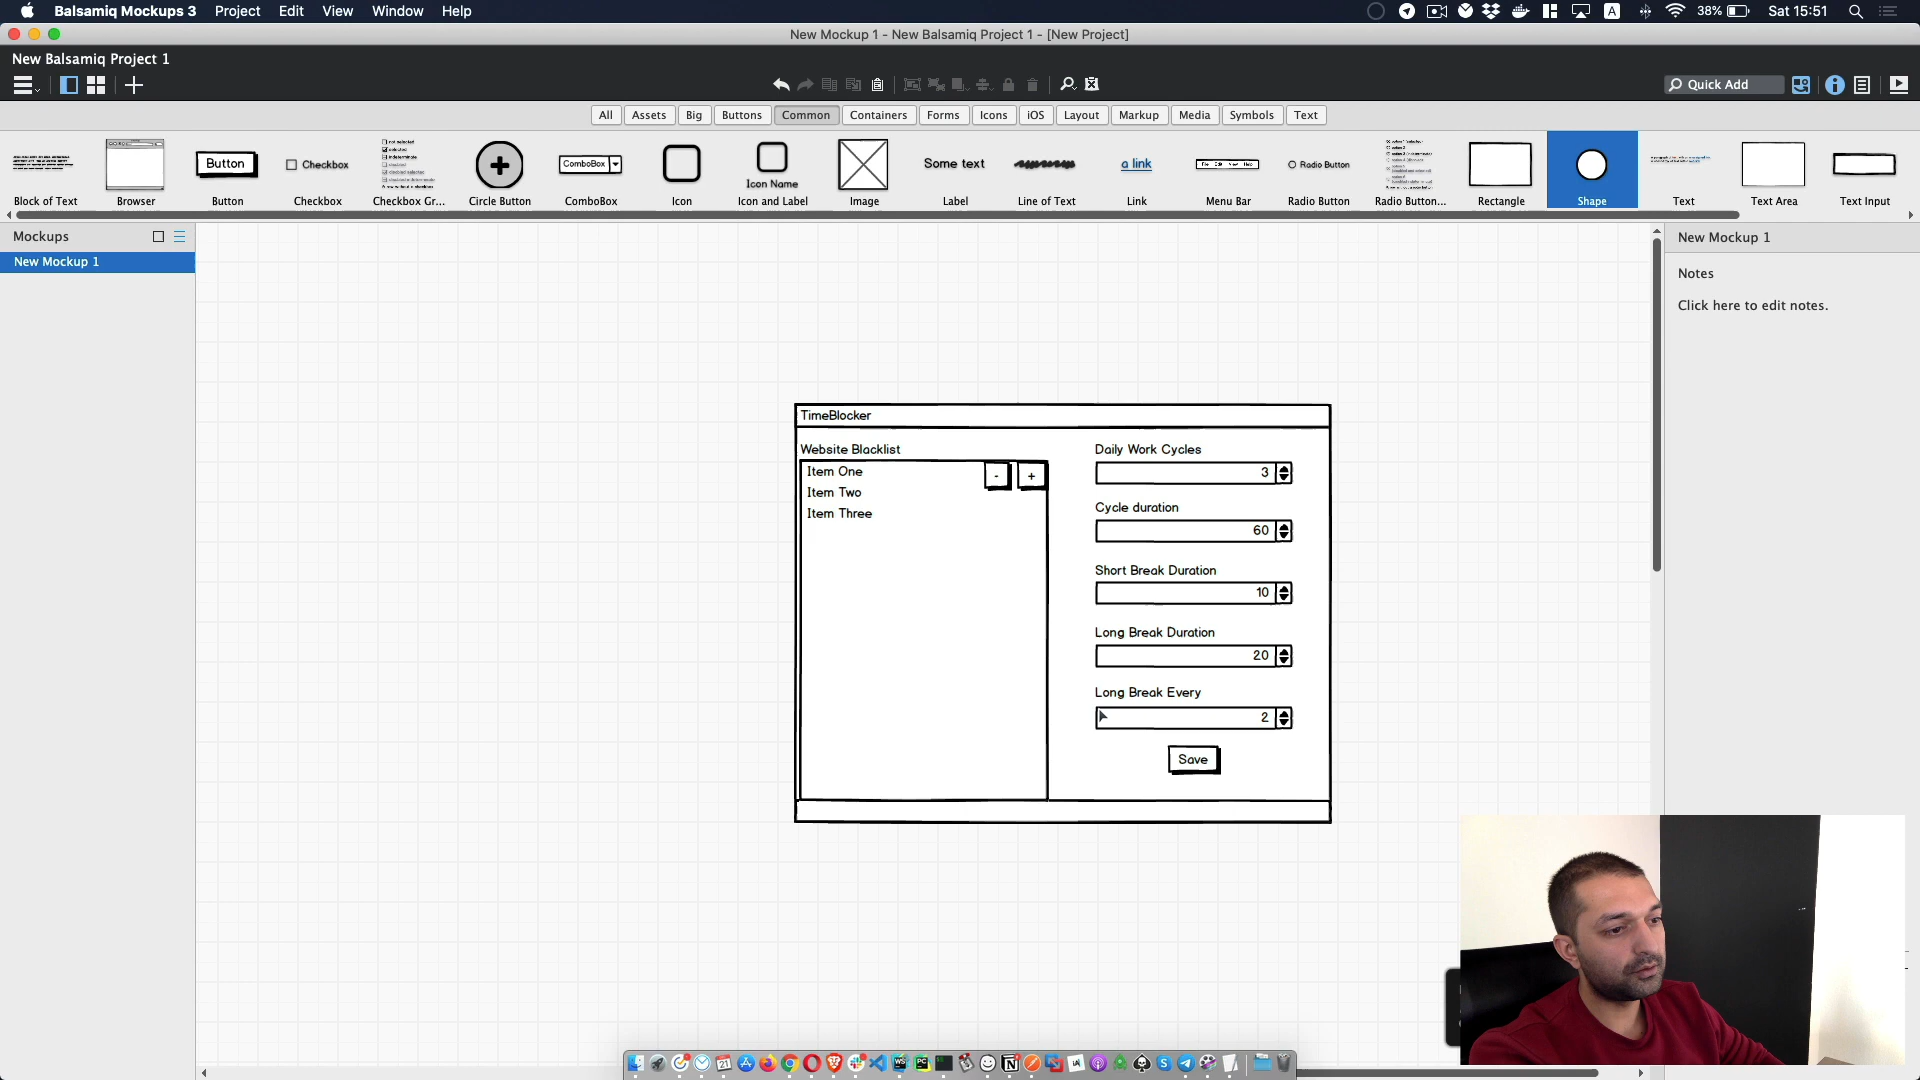 Balsamiq Mockups 3 Project Edit View Window Help
A 38% Sat 15:51
New Mockup 1 - New Balsamiq Project 1 - [New Project]
New Balsamiq Project 1
Quick Add
All Assets Big Buttons Common Containers Forms Icons iOS Layout Markup Media Symbols Text
Button Checkbox ComboBox Icon Name Some text a link Radio Button
Block of Text Browser Button Checkbox Checkbox Gr... Circle Button ComboBox Icon Icon and Label Image Label Line of Text Link Menu Bar Radio Button Radio Button... Rectangle Shape Text Text Area Text Input
Mockups
New Mockup 1
New Mockup 1
Notes
Click here to edit notes.
TimeBlocker
Website Blacklist
Item One
Item Two
Item Three
- +
Daily Work Cycles
3
Cycle duration
60
Short Break Duration
10
Long Break Duration
20
Long Break Every
2
Save